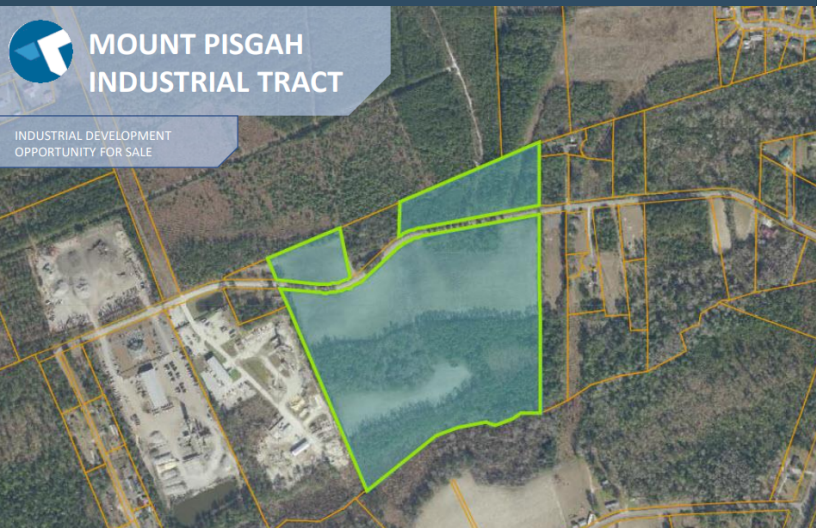 MOUNT PISGAH
INDUSTRIAL TRACT
INDUSTRIAL DEVELOPMENT
OPPORTUNITY FOR SALE